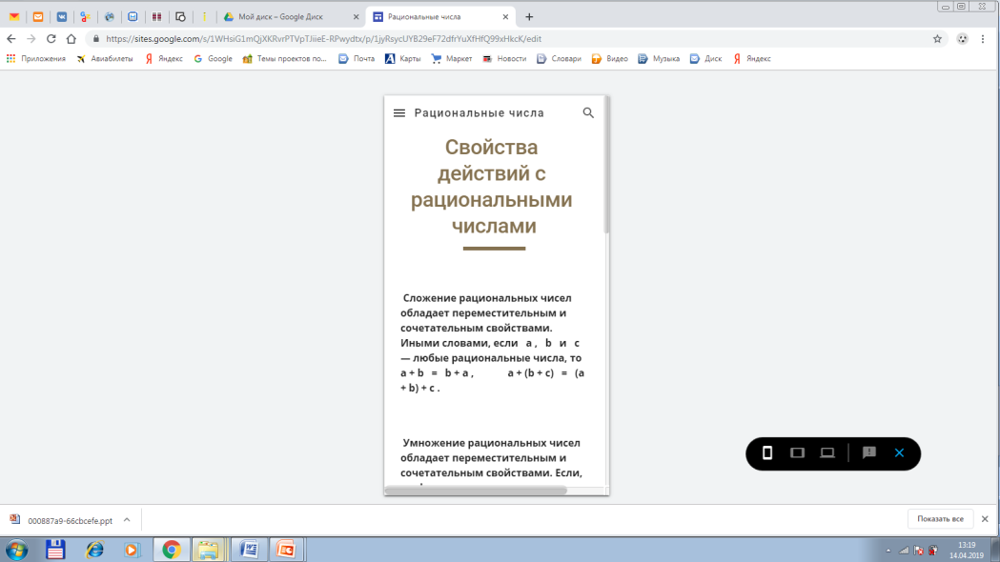 Мой диск – Google Диск
Рациональные числа
https://sites.google.com/s/1WHsiG1mQjXKRvrPTVpTJiieE-RPwydtx/p/1jyRsycUYB29eF72dfrYuXfHfQ99xHkcK/edit
Приложения Авиабилеты Яндекс Google Темы проектов по... Почта Карты Маркет Новости Словари Видео Музыка Диск Яндекс
Рациональные числа
Свойства
действий с
рациональными
числами
Сложение рациональных чисел
обладает переместительным и
сочетательным свойствами.
Иными словами, если a , b и c
— любые рациональные числа, то
a + b = b + a , a + (b + c) = (a
+ b) + c .
Умножение рациональных чисел
обладает переместительным и
сочетательным свойствами. Если,
000887a9-66cbcefe.ppt
Показать все
13:19
14.04.2019